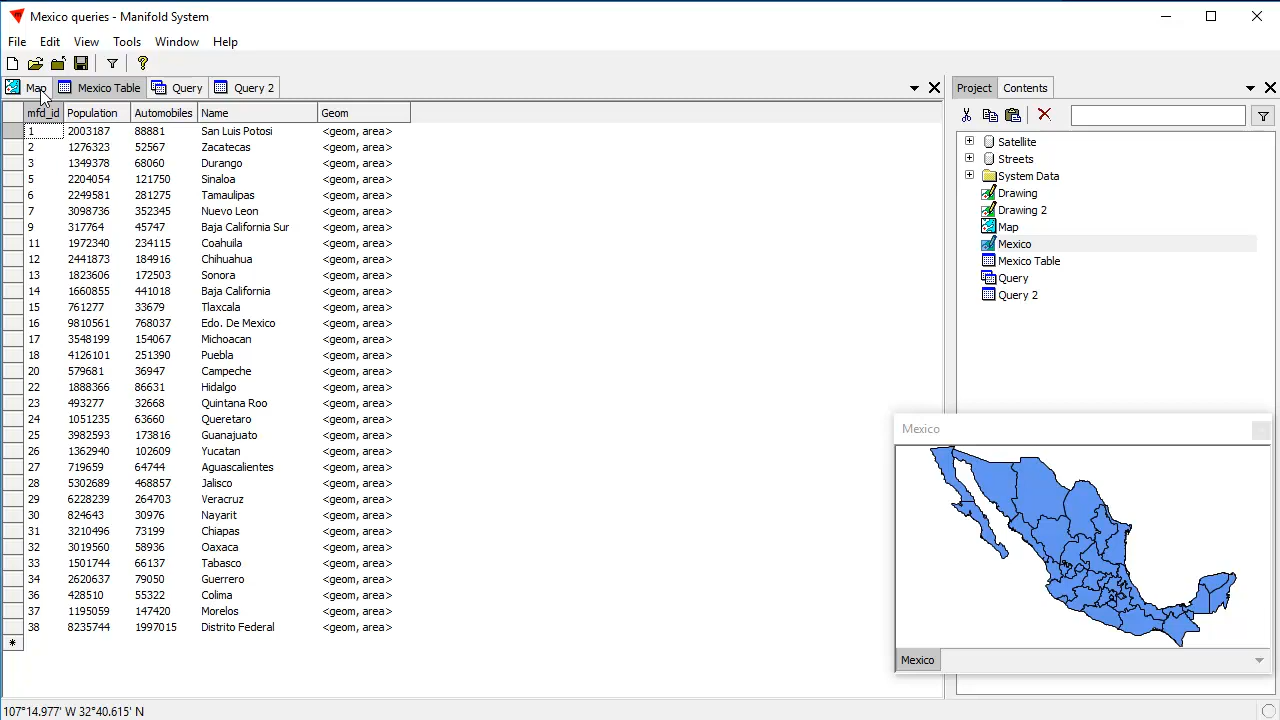 Mexico queries - Manifold System
File Edit View Tools Window Help
Map Mexico Table Query Query 2
mfd_id Population Automobiles Name Geom
1 2003187 88881 San Luis Potosi <geom, area>
2 1276323 52567 Zacatecas <geom, area>
3 1349378 68060 Durango <geom, area>
5 2204054 121750 Sinaloa <geom, area>
6 2249581 281275 Tamaulipas <geom, area>
7 3098736 352345 Nuevo Leon <geom, area>
9 317764 45747 Baja California Sur <geom, area>
11 1972340 234115 Coahuila <geom, area>
12 2441873 184916 Chihuahua <geom, area>
13 1823606 172503 Sonora <geom, area>
14 1660855 441018 Baja California <geom, area>
15 761277 33679 Tlaxcala <geom, area>
16 9810561 768037 Edo. De Mexico <geom, area>
17 3548199 154067 Michoacan <geom, area>
18 4126101 251390 Puebla <geom, area>
20 579681 36947 Campeche <geom, area>
22 1888366 86631 Hidalgo <geom, area>
23 493277 32668 Quintana Roo <geom, area>
24 1051235 63660 Queretaro <geom, area>
25 3982593 173816 Guanajuato <geom, area>
26 1362940 102609 Yucatan <geom, area>
27 719659 64744 Aguascalientes <geom, area>
28 5302689 468857 Jalisco <geom, area>
29 6228239 264703 Veracruz <geom, area>
30 824643 30976 Nayarit <geom, area>
31 3210496 73199 Chiapas <geom, area>
32 3019560 58936 Oaxaca <geom, area>
33 1501744 66137 Tabasco <geom, area>
34 2620637 79050 Guerrero <geom, area>
36 428510 55322 Colima <geom, area>
37 1195059 147420 Morelos <geom, area>
38 8235744 1997015 Distrito Federal <geom, area>
Project Contents
Satellite
Streets
System Data
Drawing
Drawing 2
Map
Mexico
Mexico Table
Query
Query 2
Mexico
Mexico
107°14.977' W 32°40.615' N